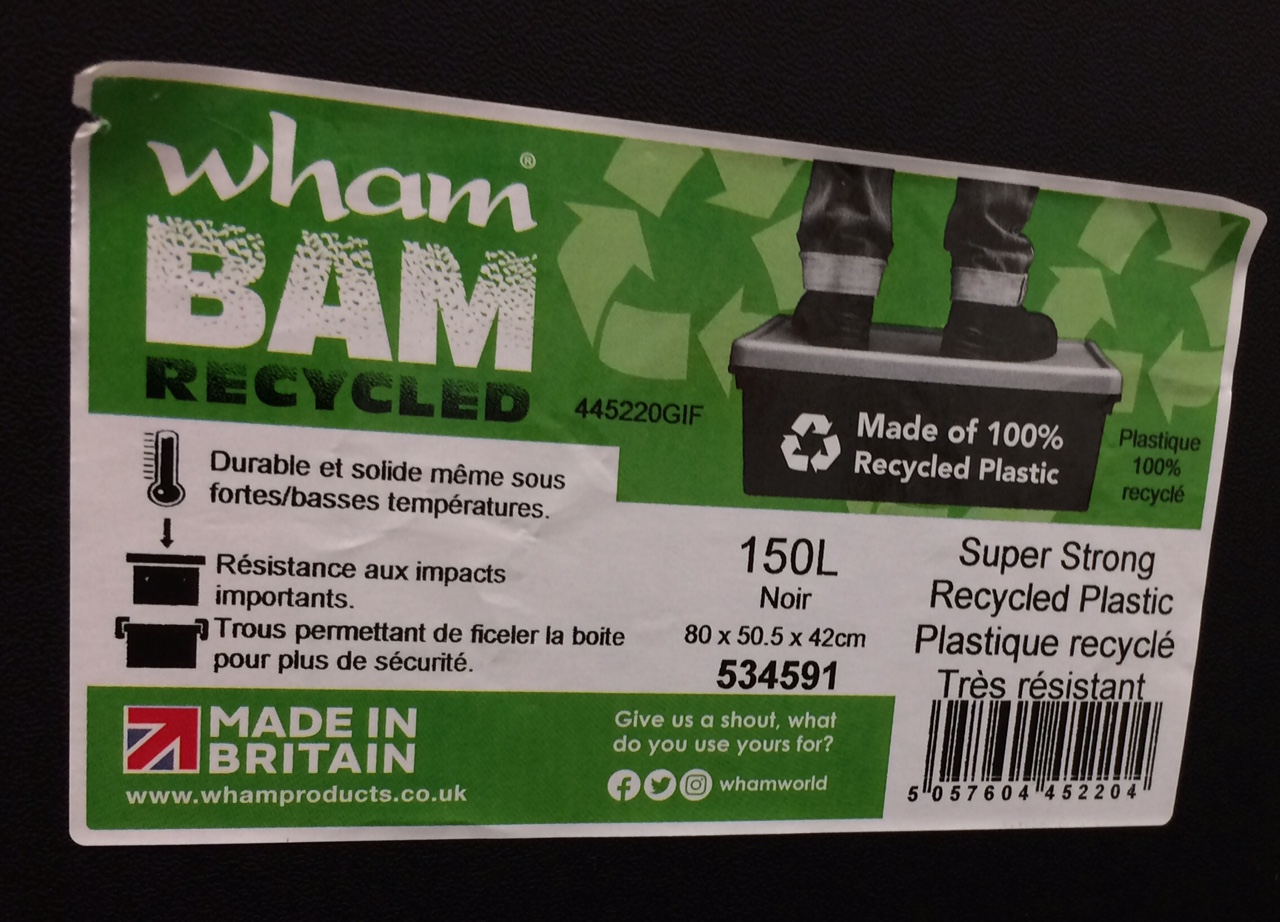 wham®
BAM
RECYCLED
445220GIF
Made of 100%
Recycled Plastic
Plastique
100%
recyclé
Durable et solide même sous
fortes/basses températures.
Résistance aux impacts
importants.
Trous permettant de ficeler la boite
pour plus de sécurité.
150L
Noir
80 x 50.5 x 42cm
534591
Super Strong
Recycled Plastic
Plastique recyclé
Très résistant
MADE IN
BRITAIN
www.whamproducts.co.uk
Give us a shout, what
do you use yours for?
whamworld
5 057604 452204